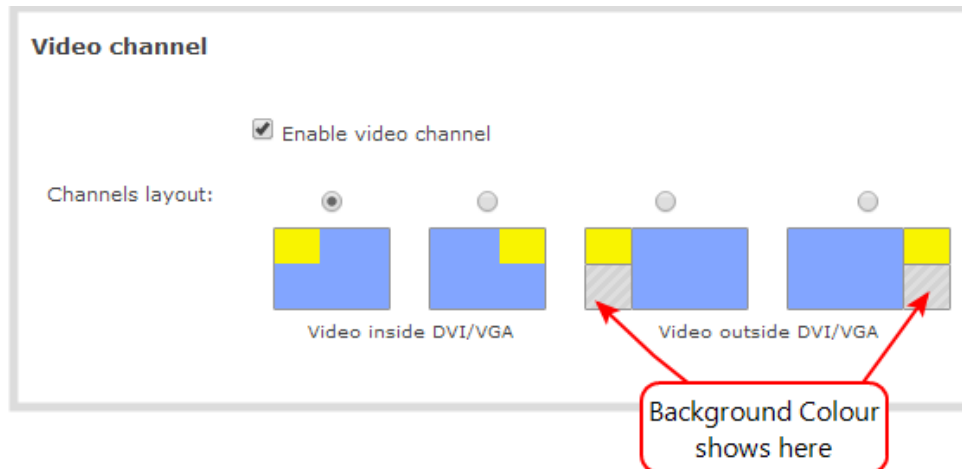 Video channel
Enable video channel
Channels layout:
Video inside DVI/VGA
Video outside DVI/VGA
Background Colour
shows here